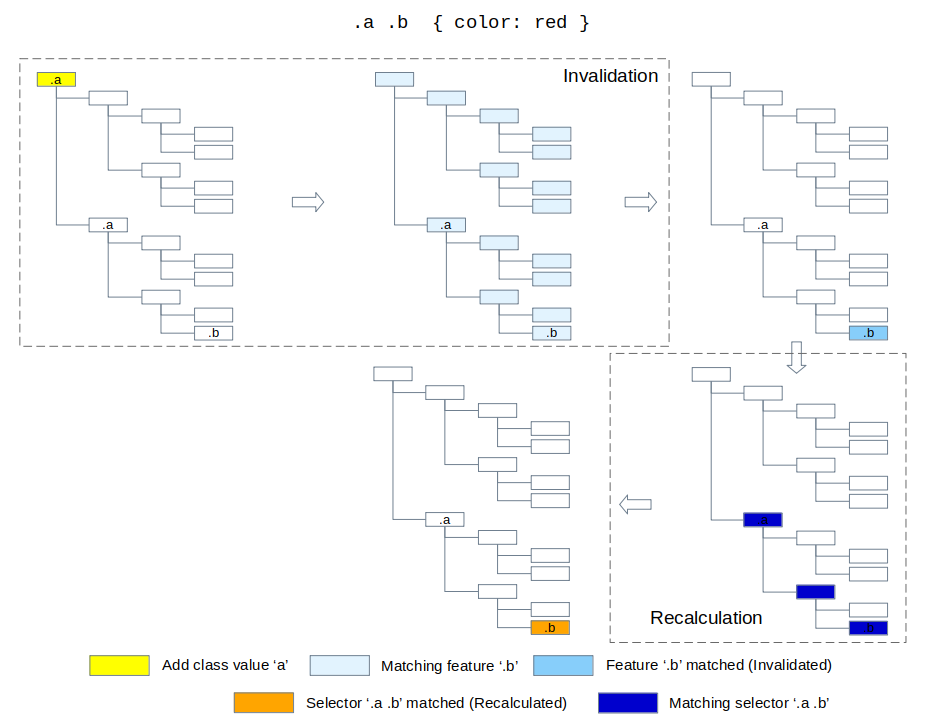 .a .b { color: red }
Invalidation
.a
.a
.a
.a
.b
.b
.b
.a
.a
.b
.b
Recalculation
Add class value ‘a’
Matching feature ‘.b’
Feature ‘.b’ matched (Invalidated)
Selector ‘.a .b’ matched (Recalculated)
Matching selector ‘.a .b’